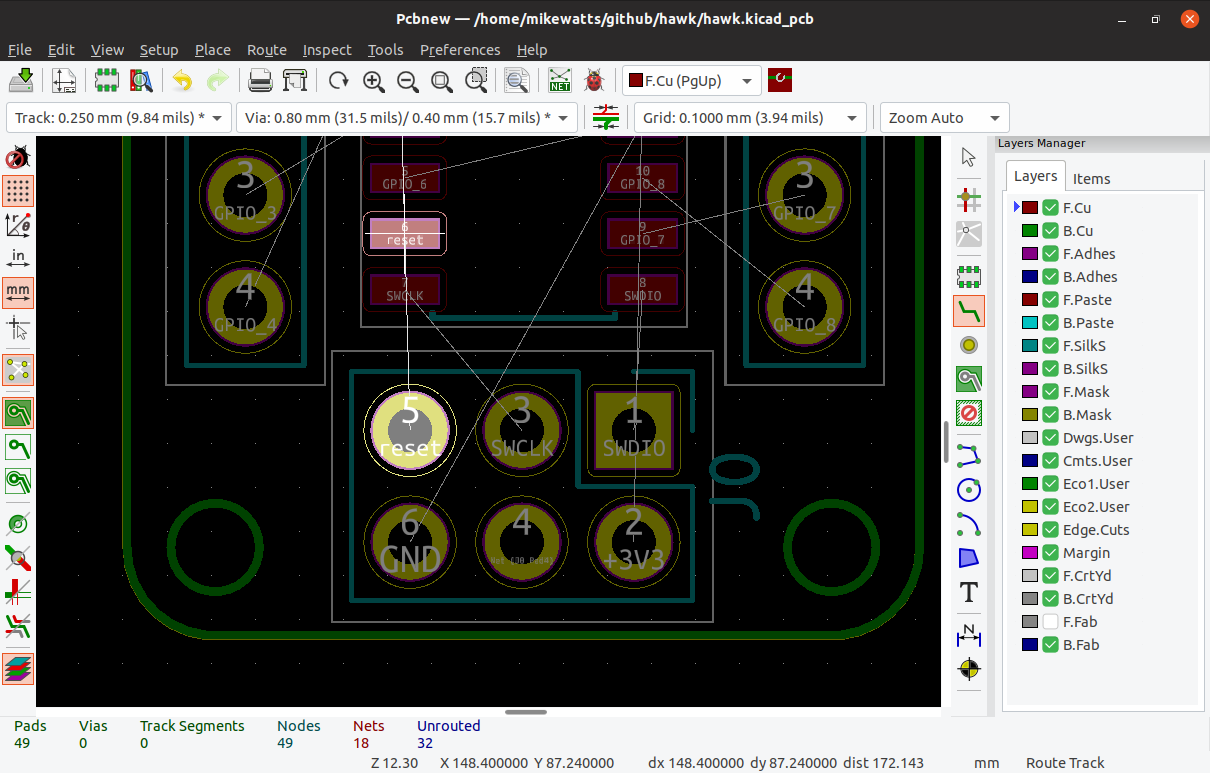 Pcbnew — /home/mikewatts/github/hawk/hawk.kicad_pcb
File Edit View Setup Place Route Inspect Tools Preferences Help
NET
F.Cu (PgUp)
Track: 0.250 mm (9.84 mils) *
Via: 0.80 mm (31.5 mil)/ 0.40 mm (15.7 mils) *
Grid: 0.1000 mm (3.94 mils)
Zoom Auto
r
θ
in
mm
3
GPIO_3
5
GPIO_6
10
GPIO_8
3
GPIO_7
6
reset
9
GPIO_7
4
GPIO_4
7
SWCLK
8
SWDIO
4
GPIO_8
5
reset
3
SWCLK
1
SWDIO
6
GND
4
2
+3V3
T
N
Layers Manager
Layers Items
F.Cu
B.Cu
F.Adhes
B.Adhes
F.Paste
B.Paste
F.SilkS
B.SilkS
F.Mask
B.Mask
Dwgs.User
Cmts.User
Eco1.User
Eco2.User
Edge.Cuts
Margin
F.CrtYd
B.CrtYd
F.Fab
B.Fab
Pads Vias Track Segments Nodes Nets Unrouted
49 0 0 49 18 32
Z 12.30 X 148.400000 Y 87.240000 dx 148.400000 dy 87.240000 dist 172.143 mm Route Track